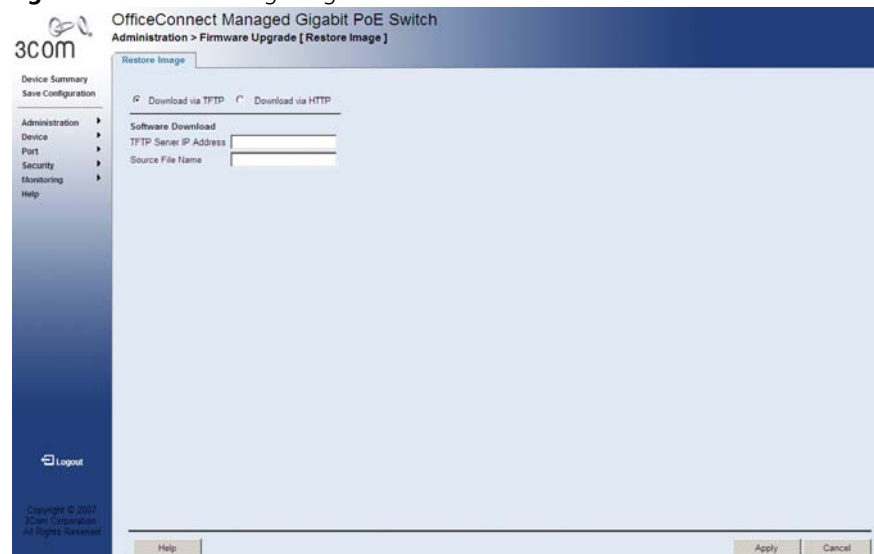 OfficeConnect Managed Gigabit PoE Switch
Administration > Firmware Upgrade [ Restore Image ]
3COM
Restore Image
Device Summary
Save Configuration
Administration
Device
Port
Security
Monitoring
Help
Download via TFTP Download via HTTP
Software Download
TFTP Server IP Address
Source File Name
Logout
Copyright © 2007
3Com Corporation
All Rights Reserved
Help Apply Cancel